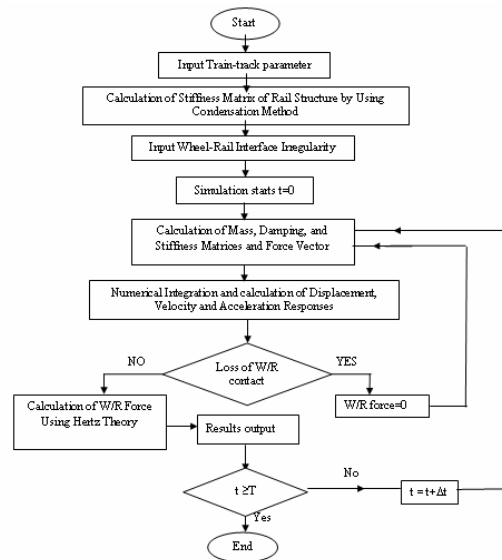 Start
Input Train-track parameter
Calculation of Stiffness Matrix of Rail Structure by Using
Condensation Method
Input Wheel-Rail Interface Irregularity
Simulation starts t=0
Calculation of Mass, Damping, and
Stiffness Matrices and Force Vector
Numerical Integration and calculation of Displacement,
Velocity and Acceleration Responses
NO
Loss of W/R
contact
YES
Calculation of W/R Force
Using Hertz Theory
W/R force=0
Results output
t ≥T
No
t = t+Δt
Yes
End